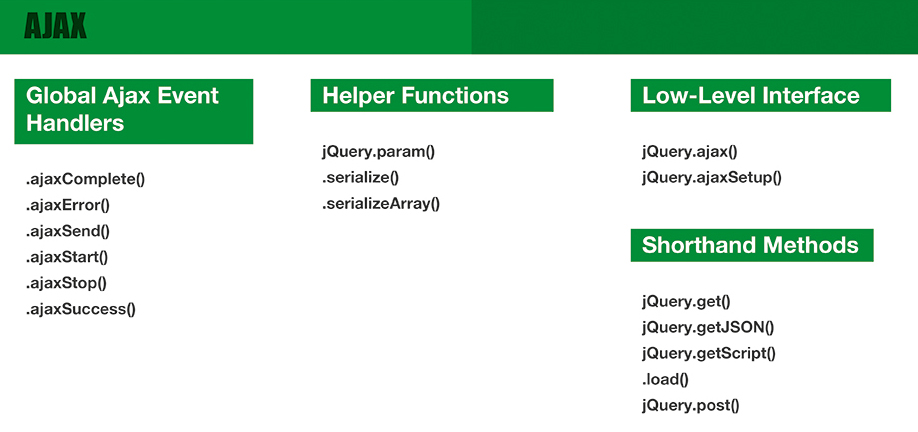 AJAX
Global Ajax Event
Handlers
.ajaxComplete()
.ajaxError()
.ajaxSend()
.ajaxStart()
.ajaxStop()
.ajaxSuccess()
Helper Functions
jQuery.param()
.serialize()
.serializeArray()
Low-Level Interface
jQuery.ajax()
jQuery.ajaxSetup()
Shorthand Methods
jQuery.get()
jQuery.getJSON()
jQuery.getScript()
.load()
jQuery.post()